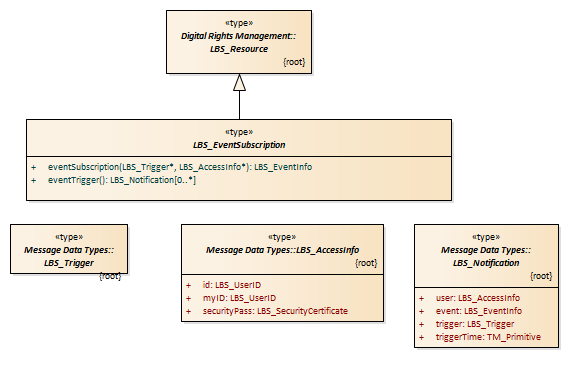 «type»
Digital Rights Management::
LBS_Resource
{root}
«type»
LBS_EventSubscription
+ eventSubscription(LBS_Trigger*, LBS_AccessInfo*): LBS_EventInfo
+ eventTrigger(): LBS_Notification[0..*]
«type»
Message Data Types::
LBS_Trigger
{root}
«type»
Message Data Types::LBS_AccessInfo
{root}
+ id: LBS_UserID
+ myID: LBS_UserID
+ securityPass: LBS_SecurityCertificate
«type»
Message Data Types::
LBS_Notification
{root}
+ user: LBS_AccessInfo
+ event: LBS_EventInfo
+ trigger: LBS_Trigger
+ triggerTime: TM_Primitive